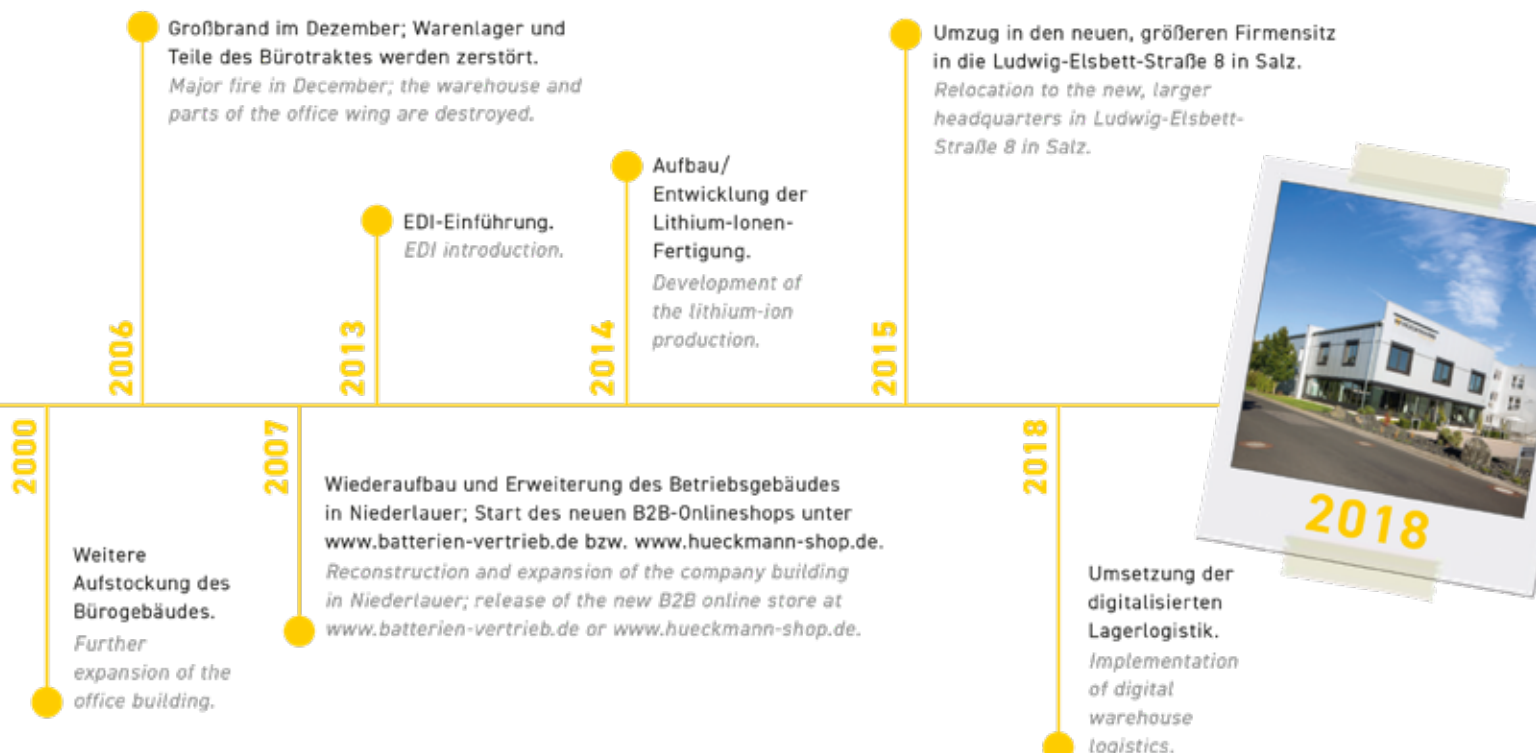 2000
Weitere
Aufstockung des
Bürogebäudes.
Further
expansion of the
office building.
2006
Großbrand im Dezember; Warenlager und
Teile des Bürotraktes werden zerstört.
Major fire in December; the warehouse and
parts of the office wing are destroyed.
2007
Wiederaufbau und Erweiterung des Betriebsgebäudes
in Niederlauer; Start des neuen B2B-Onlineshops unter
www.batterien-vertrieb.de bzw. www.hueckmann-shop.de.
Reconstruction and expansion of the company building
in Niederlauer; release of the new B2B online store at
www.batterien-vertrieb.de or www.hueckmann-shop.de.
2013
EDI-Einführung.
EDI introduction.
2014
Aufbau/
Entwicklung der
Lithium-Ionen-
Fertigung.
Development of
the lithium-ion
production.
2015
Umzug in den neuen, größeren Firmensitz
in die Ludwig-Elsbett-Straße 8 in Salz.
Relocation to the new, larger
headquarters in Ludwig-Elsbett-
Straße 8 in Salz.
2018
Umsetzung der
digitalisierten
Lagerlogistik.
Implementation
of digital
warehouse
logistics.
2018